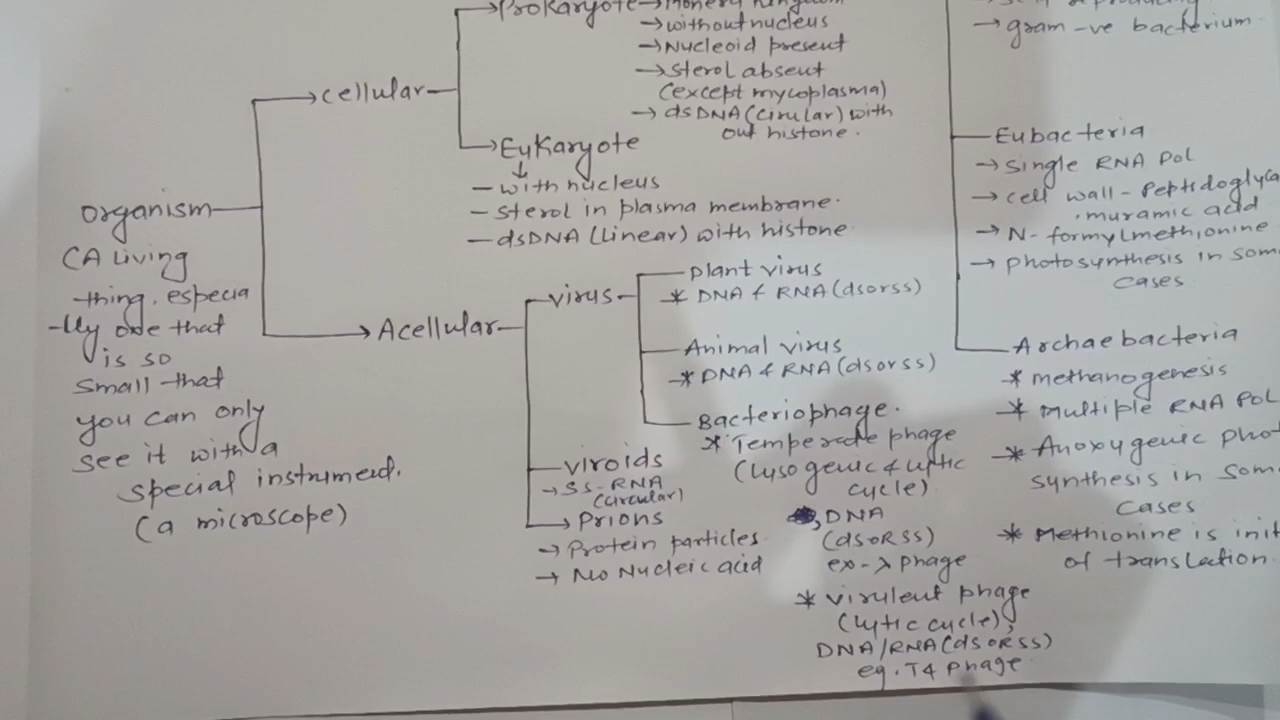 Prokaryote → Monera kingdom
→ without nucleus
→ Nucleoid present
→ sterol absent
(except mycoplasma)
→ dsDNA (cirular) with
out histone.
→ cellular
→ Eukaryote
— with nucleus
— sterol in plasma membrane.
— dsDNA (Linear) with histone
organism
(A Living
thing, especia
-lly one that
is so
small that
you can only
see it with a
special instrument.
(a microscope)
→ Acellular
virus
plant virus
* DNA & RNA (ds or ss)
Animal virus
* DNA & RNA (ds or ss)
Bacteriophage.
* Temperate phage
(lysogenic & lytic
cycle)
, DNA
(ds OR SS)
ex - λ phage
* virulent phage
(lytic cycle),
DNA/RNA (ds OR SS)
eg. T4 phage
viroids
→ ss-RNA
(circular)
→ Prions
→ Protein particles
→ No Nucleic acid
→ gram -ve bacterium
Eubacteria
→ single RNA pol
→ cell wall - Peptidoglyca
muramic acid
→ N- formylmethionine
→ photosynthesis in som
cases
Archaebacteria
* methanogenesis
* Multiple RNA pol
* Anoxygenic phot
synthesis in som
cases
* Methionine is init
of translation